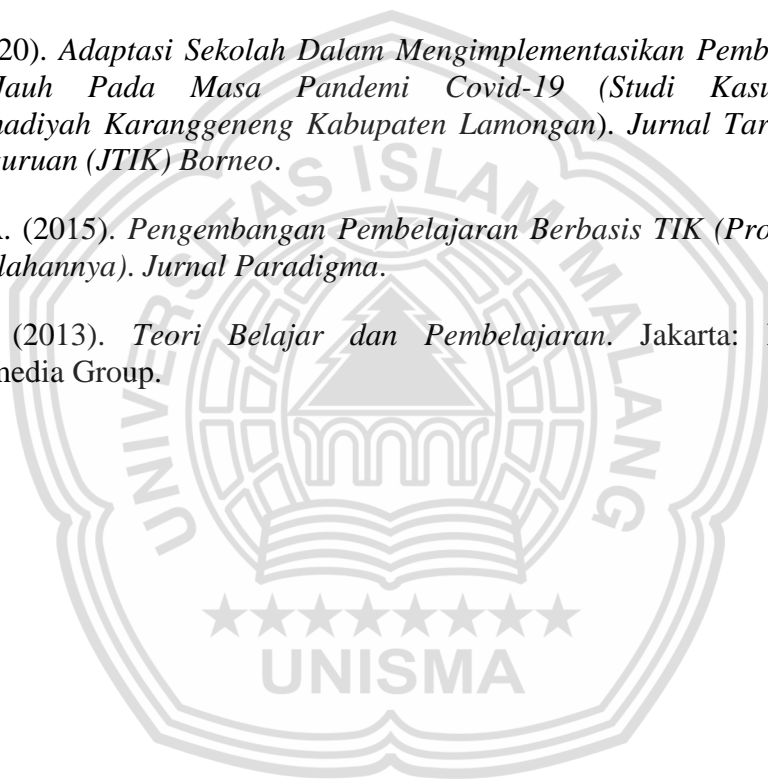 20). Adaptasi Sekolah Dalam Mengimplementasikan Pemb
Jauh Pada Masa Pandemi Covid-19 (Studi Kasu
nadiyah Karanggeneng Kabupaten Lamongan). Jurnal Tar
uruan (JTIK) Borneo.
A. (2015). Pengembangan Pembelajaran Berbasis TIK (Pro
lahannya). Jurnal Paradigma.
(2013). Teori Belajar dan Pembelajaran. Jakarta:
media Group.
UNIVERSITAS ISLAM MALANG
UNISMA